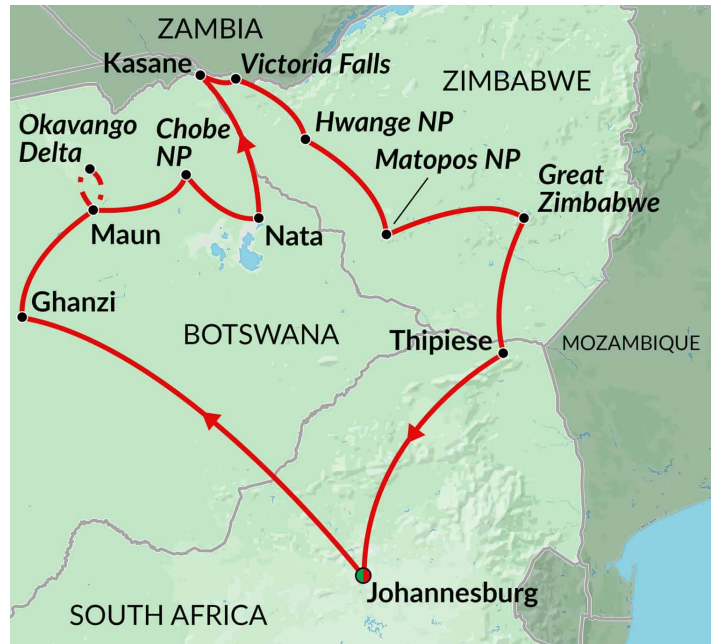 ZAMBIA
Kasane
Victoria Falls
ZIMBABWE
Okavango
Delta
Chobe
NP
Hwange NP
Matopos NP
Great
Zimbabwe
Maun
Nata
Ghanzi
BOTSWANA
Thipiese
MOZAMBIQUE
Johannesburg
SOUTH AFRICA